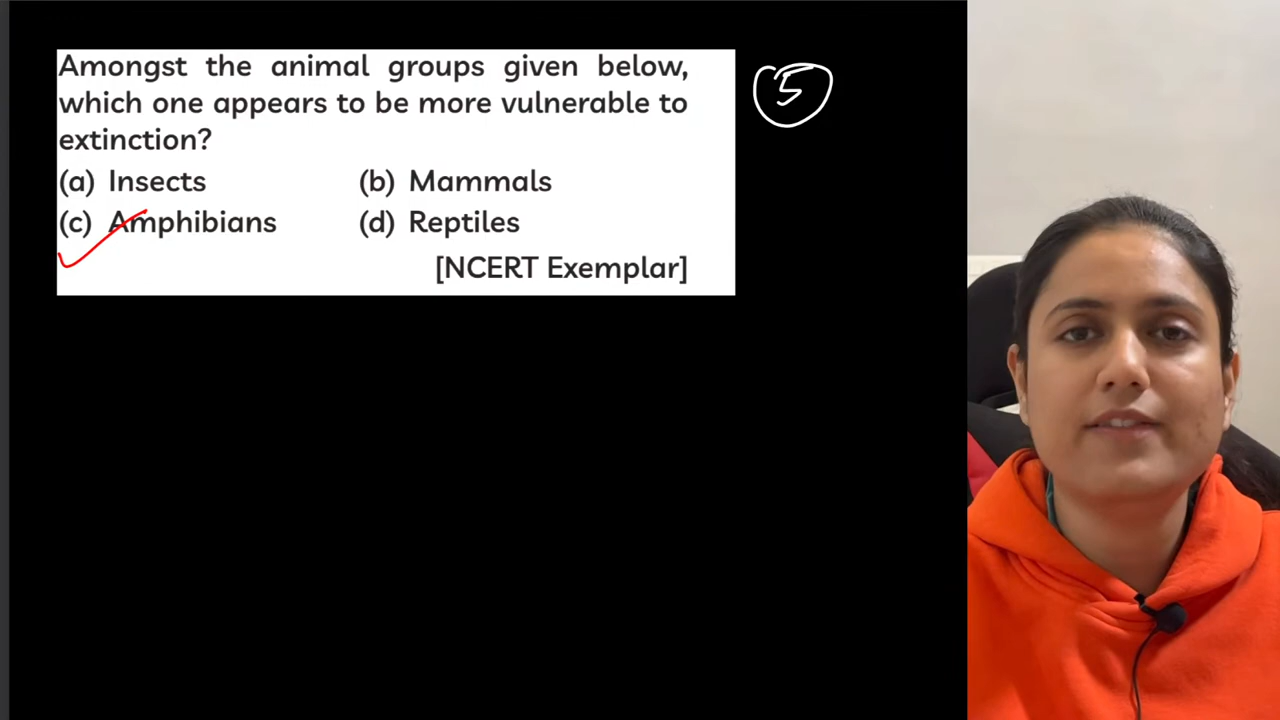 Amongst the animal groups given below,
which one appears to be more vulnerable to
extinction?
(a) Insects (b) Mammals
(c) Amphibians (d) Reptiles
[NCERT Exemplar]
5